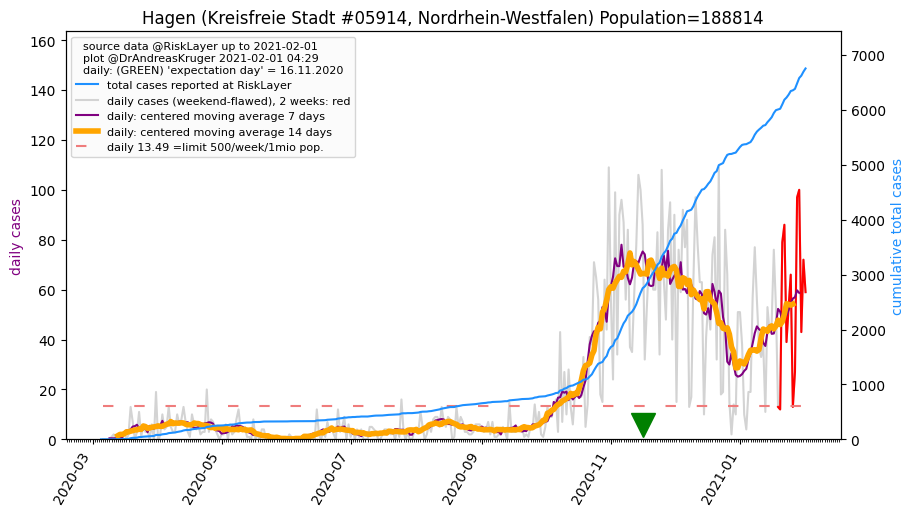 Hagen (Kreisfreie Stadt #05914, Nordrhein-Westfalen) Population=188814
source data @RiskLayer up to 2021-02-01
plot @DrAndreasKruger 2021-02-01 04:29
daily: (GREEN) 'expectation day' = 16.11.2020
total cases reported at RiskLayer
daily cases (weekend-flawed), 2 weeks: red
daily: centered moving average 7 days
daily: centered moving average 14 days
daily 13.49 =limit 500/week/1mio pop.
daily cases
160
140
120
100
80
60
40
20
0
cumulative total cases
7000
6000
5000
4000
3000
2000
1000
0
2020-03
2020-05
2020-07
2020-09
2020-11
2021-01